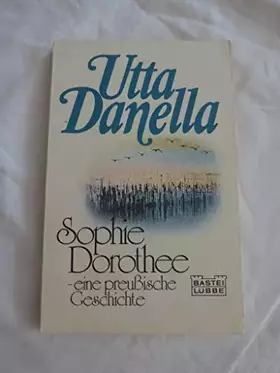 Utta
Danella
Sophie
Dorothee
-eine preußische
Geschichte
BASTEI
LÜBBE